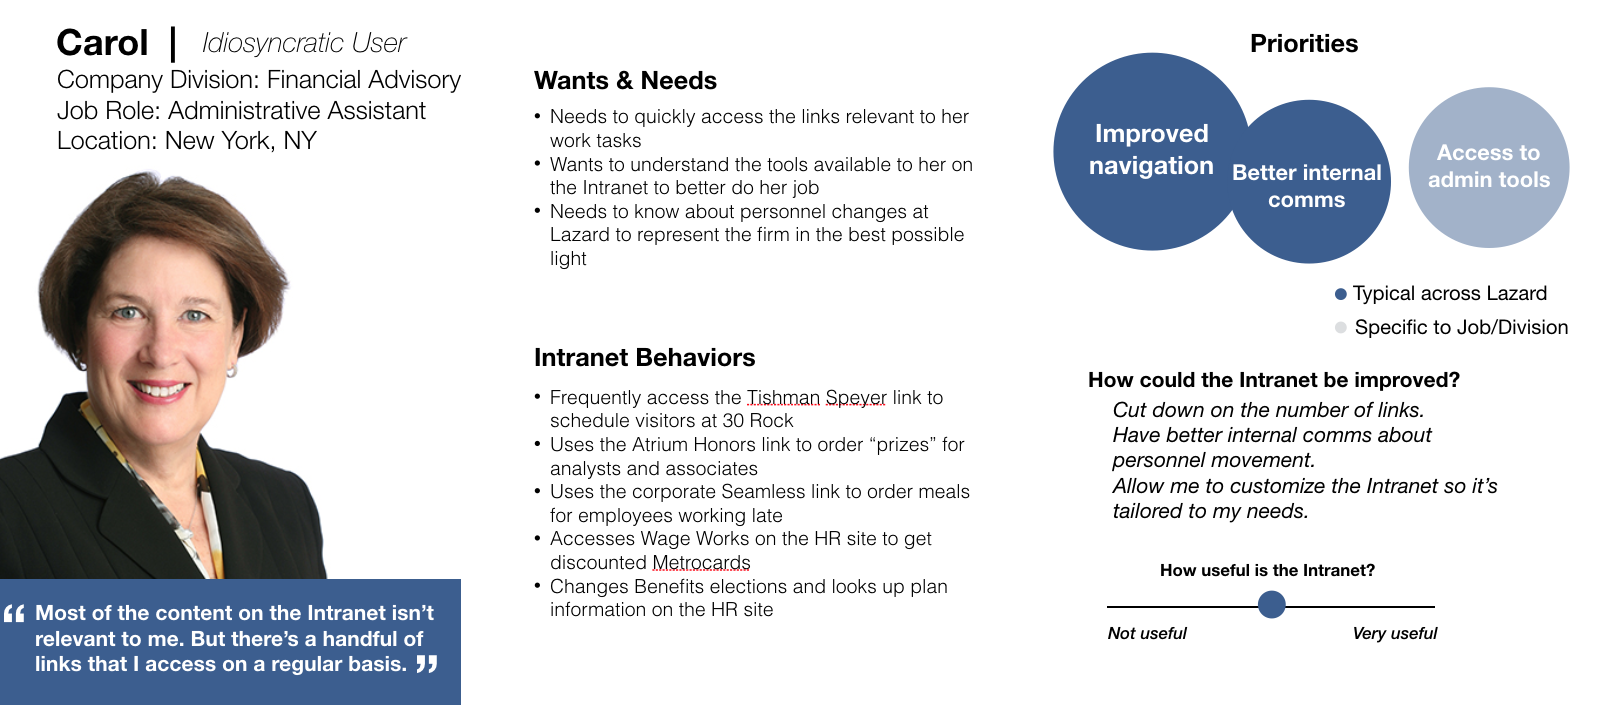 Carol | Idiosyncratic User
Company Division: Financial Advisory
Job Role: Administrative Assistant
Location: New York, NY
“ Most of the content on the Intranet isn’t
relevant to me. But there’s a handful of
links that I access on a regular basis. ”
Wants & Needs
• Needs to quickly access the links relevant to her
work tasks
• Wants to understand the tools available to her on
the Intranet to better do her job
• Needs to know about personnel changes at
Lazard to represent the firm in the best possible
light
Intranet Behaviors
• Frequently access the Tishman Speyer link to
schedule visitors at 30 Rock
• Uses the Atrium Honors link to order “prizes” for
analysts and associates
• Uses the corporate Seamless link to order meals
for employees working late
• Accesses Wage Works on the HR site to get
discounted Metrocards
• Changes Benefits elections and looks up plan
information on the HR site
Priorities
Improved
navigation
Better internal
comms
Access to
admin tools
Typical across Lazard
Specific to Job/Division
How could the Intranet be improved?
Cut down on the number of links.
Have better internal comms about
personnel movement.
Allow me to customize the Intranet so it’s
tailored to my needs.
How useful is the Intranet?
Not useful
Very useful